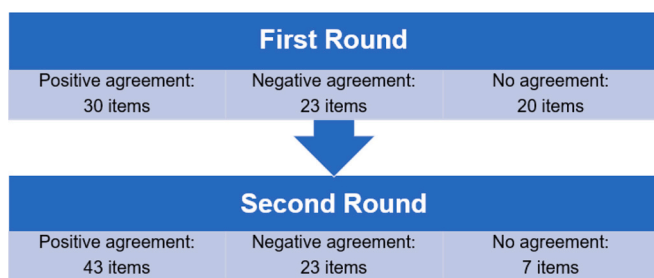 First Round
Positive agreement: Negative agreement: No agreement:
30 items 23 items 20 items
Second Round
Positive agreement: Negative agreement: No agreement:
43 items 23 items 7 items